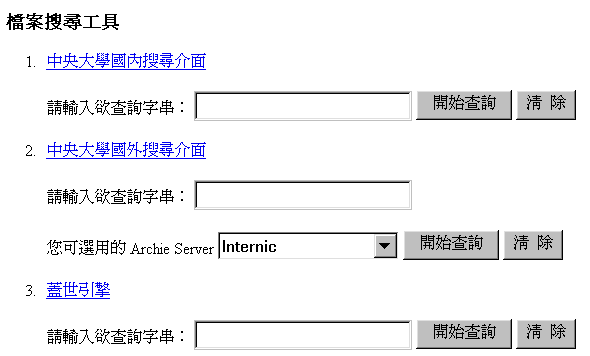 檔案搜尋工具
1. 中央大學國內搜尋介面
請輸入欲查詢字串： 開始查詢 清 除
2. 中央大學國外搜尋介面
請輸入欲查詢字串：
您可選用的 Archie Server Internic 開始查詢 清 除
3. 蓋世引擎
請輸入欲查詢字串： 開始查詢 清 除